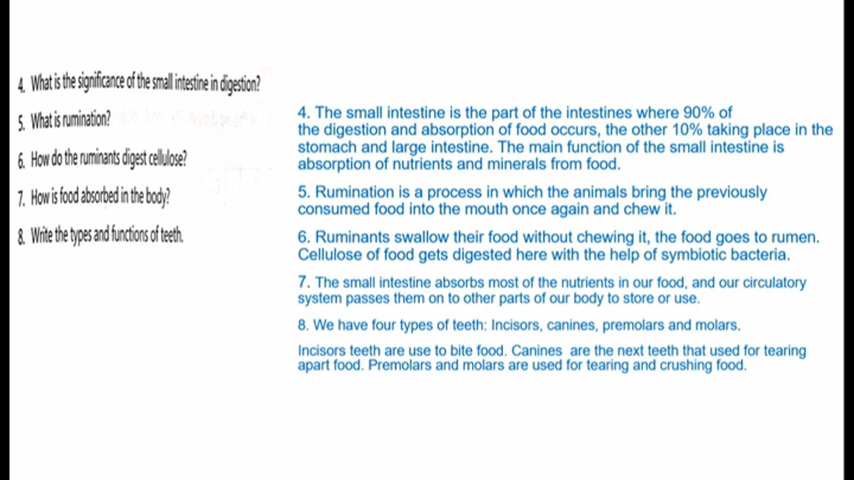 4. What is the significance of the small intestine in digestion?
5. What is rumination?
6. How do the ruminants digest cellulose?
7. How is food absorbed in the body?
8. Write the types and functions of teeth.
4. The small intestine is the part of the intestines where 90% of
the digestion and absorption of food occurs, the other 10% taking place in the
stomach and large intestine. The main function of the small intestine is
absorption of nutrients and minerals from food.
5. Rumination is a process in which the animals bring the previously
consumed food into the mouth once again and chew it.
6. Ruminants swallow their food without chewing it, the food goes to rumen.
Cellulose of food gets digested here with the help of symbiotic bacteria.
7. The small intestine absorbs most of the nutrients in our food, and our circulatory
system passes them on to other parts of our body to store or use.
8. We have four types of teeth: Incisors, canines, premolars and molars.
Incisors teeth are use to bite food. Canines are the next teeth that used for tearing
apart food. Premolars and molars are used for tearing and crushing food.